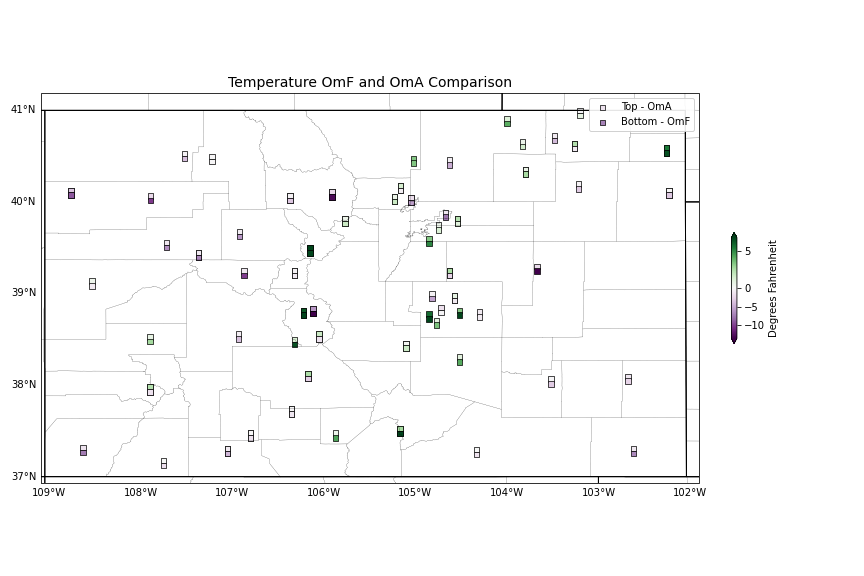 Temperature OmF and OmA Comparison
Top - OmA
Bottom - OmF
41°N
40°N
39°N
38°N
37°N
109°W 108°W 107°W 106°W 105°W 104°W 103°W 102°W
5
0
−5
−10
Degrees Fahrenheit